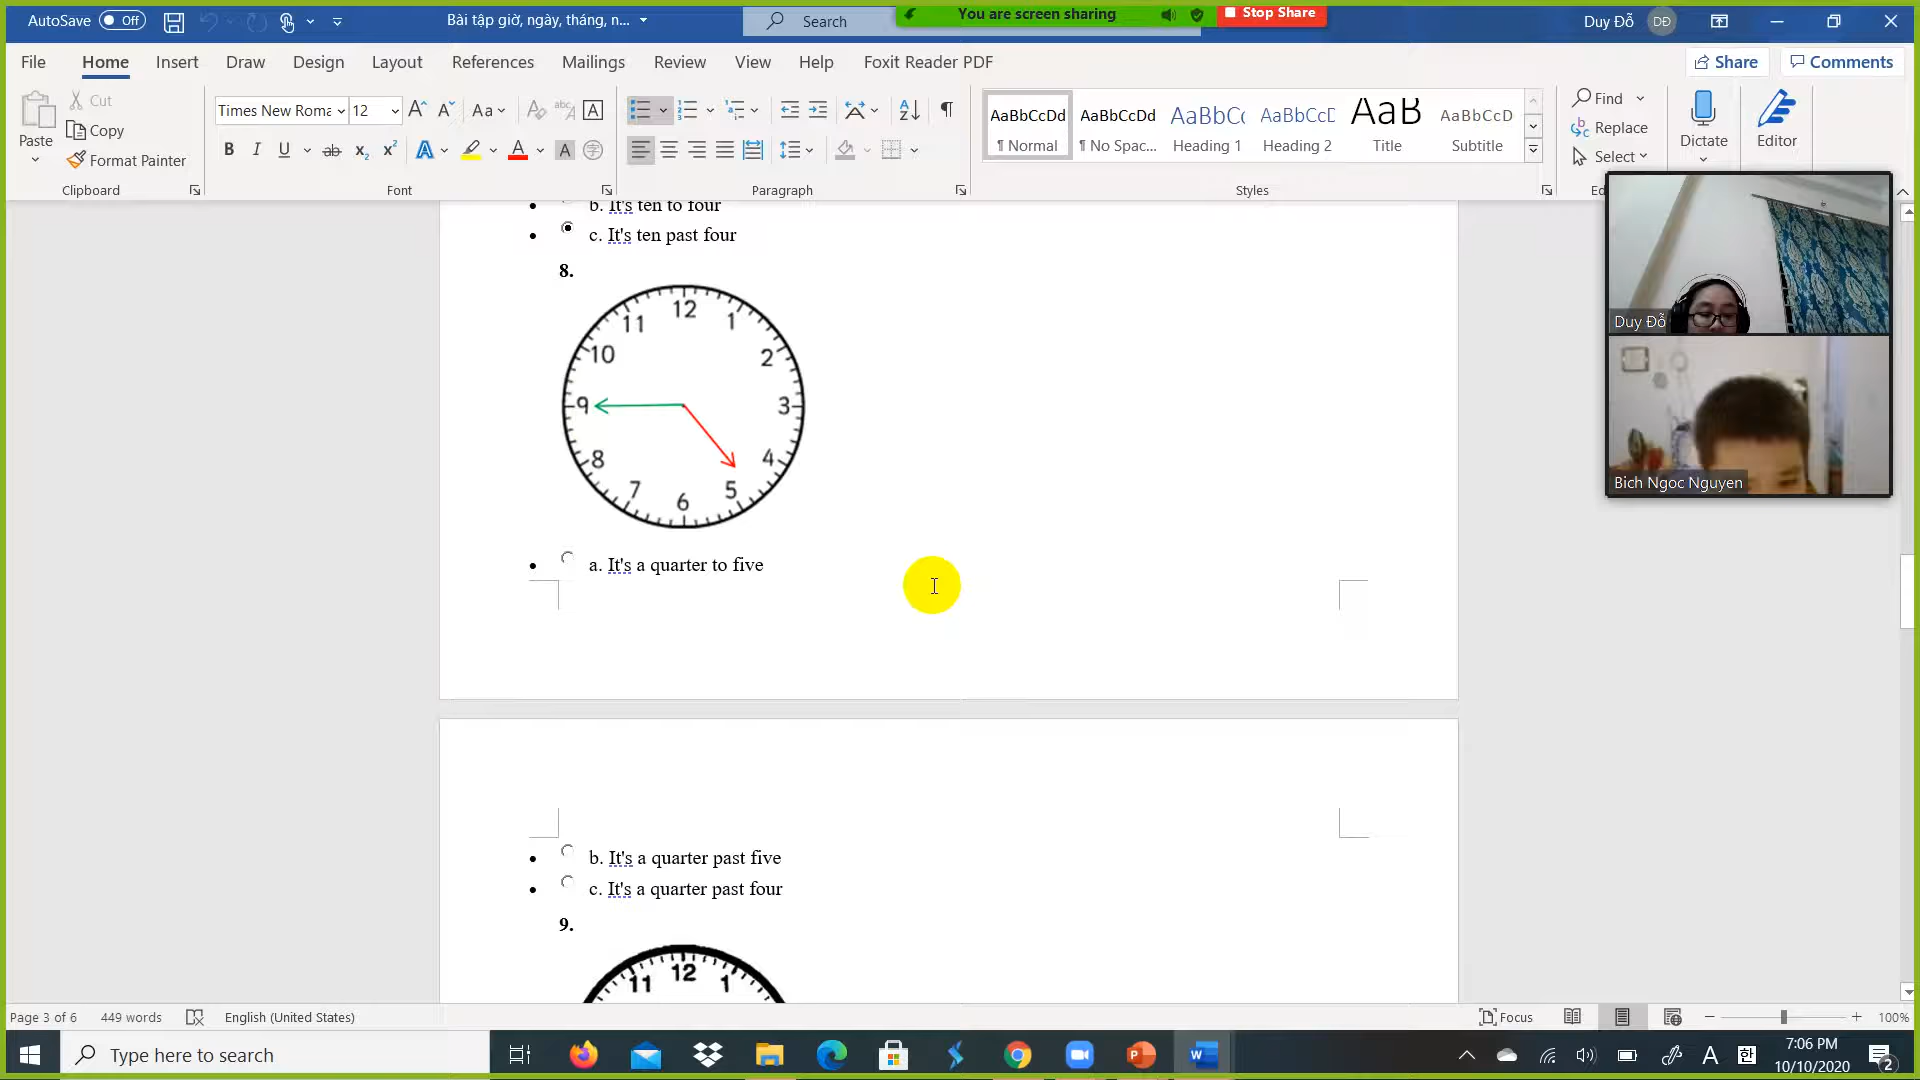 AutoSave Off
Bài tập giờ, ngày, tháng, n...
Search
You are screen sharing
Stop Share
Duy Đỗ DĐ
File Home Insert Draw Design Layout References Mailings Review View Help Foxit Reader PDF
Share Comments
Paste
Cut
Copy
Format Painter
Clipboard
Times New Roma 12
Font
Paragraph
AaBbCcDd
¶ Normal
AaBbCcDd
¶ No Spac...
AaBbCc
Heading 1
AaBbCcD
Heading 2
AaB
Title
AaBbCcD
Subtitle
Styles
Find
Replace
Select
Dictate
Editor
Duy Đỗ
Bich Ngoc Nguyen
b. It's ten to four
c. It's ten past four
8.
12
1
2
3
4
5
6
7
8
9
10
11
a. It's a quarter to five
b. It's a quarter past five
c. It's a quarter past four
9.
11 12 1
Page 3 of 6 449 words English (United States)
Focus 100%
Type here to search
A 한
7:06 PM
10/10/2020
2